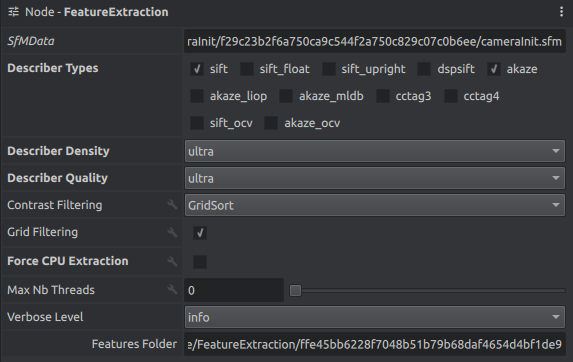 Node - FeatureExtraction
SfMData raInit/f29c23b2f6a750ca9c544f2a750c829c07c0b6ee/cameraInit.sfm
Describer Types sift sift_float sift_upright dspsift akaze
akaze_liop akaze_mldb cctag3 cctag4
sift_ocv akaze_ocv
Describer Density ultra
Describer Quality ultra
Contrast Filtering GridSort
Grid Filtering
Force CPU Extraction
Max Nb Threads 0
Verbose Level info
Features Folder e/FeatureExtraction/ffe45bb6228f7048b51b79b68daf4654d4bf1de9